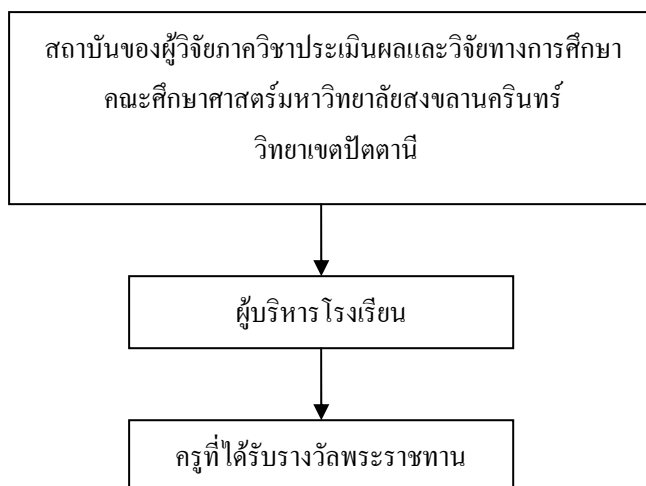 สถาบันของผู้วิจัยภาควิชาประเมินผลและวิจัยทางการศึกษา
คณะศึกษาศาสตร์มหาวิทยาลัยสงขลานครินทร์
วิทยาเขตปัตตานี
ผู้บริหารโรงเรียน
ครูที่ได้รับรางวัลพระราชทาน